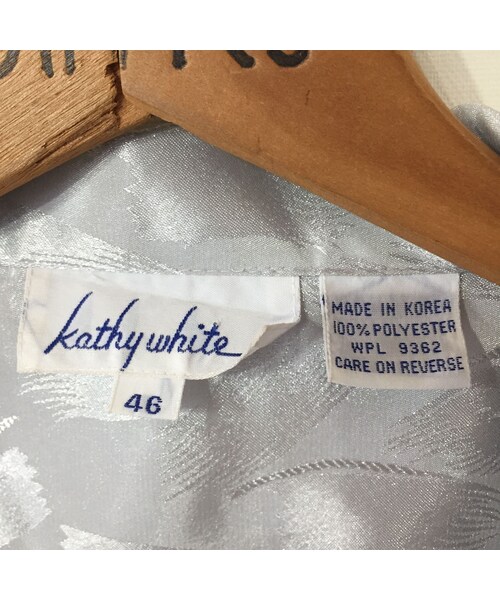 kathy white
46
MADE IN KOREA
100% POLYESTER
WPL 9362
CARE ON REVERSE